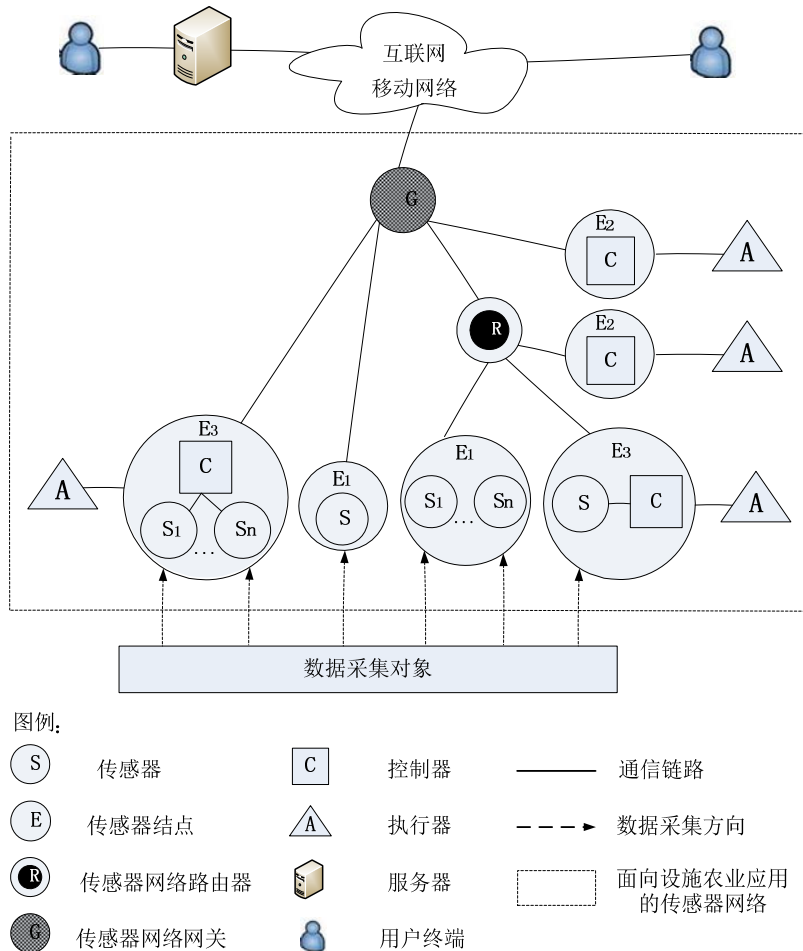 互联网
移动网络
G
E2
C
A
R
E2
C
A
E3
C
A
S1
...
Sn
E1
S
E1
S1
...
Sn
E3
S
C
A
数据采集对象
图例:
S 传感器
C 控制器
通信链路
E 传感器结点
A 执行器
数据采集方向
R 传感器网络路由器
服务器
面向设施农业应用
的传感器网络
G 传感器网络网关
用户终端